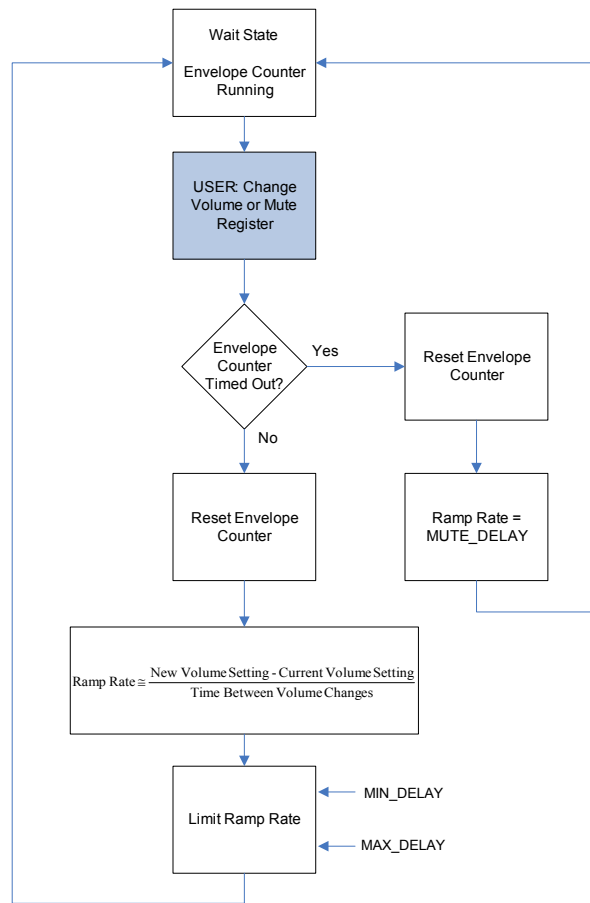 Wait State
Envelope Counter
Running
USER: Change
Volume or Mute
Register
Envelope
Counter
Timed Out?
Yes
Reset Envelope
Counter
No
Reset Envelope
Counter
Ramp Rate =
MUTE_DELAY
Ramp Rate ≅ New Volume Setting - Current Volume Setting
Time Between Volume Changes
Limit Ramp Rate
MIN_DELAY
MAX_DELAY